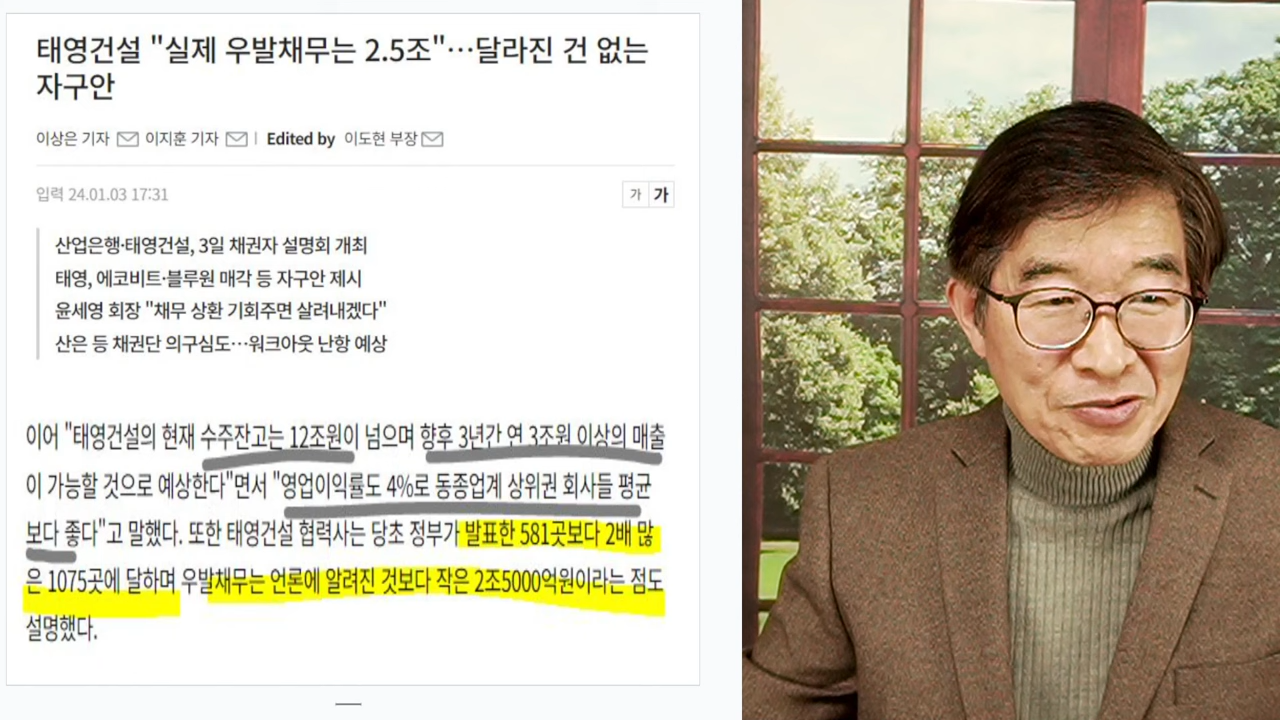 태영건설 "실제 우발채무는 2.5조"…달라진 건 없는
자구안
이상은 기자 이지훈 기자 | Edited by 이도현 부장
입력 24.01.03 17:31
가 가
산업은행·태영건설, 3일 채권자 설명회 개최
태영, 에코비트·블루원 매각 등 자구안 제시
윤세영 회장 "채무 상환 기회주면 살려내겠다"
산은 등 채권단 의구심도…워크아웃 난항 예상
이어 "태영건설의 현재 수주잔고는 12조원이 넘으며 향후 3년간 연 3조원 이상의 매출
이 가능할 것으로 예상한다"면서 "영업이익률도 4%로 동종업계 상위권 회사들 평균
보다 좋다"고 말했다. 또한 태영건설 협력사는 당초 정부가 발표한 581곳보다 2배 많
은 1075곳에 달하며 우발채무는 언론에 알려진 것보다 작은 2조5000억원이라는 점도
설명했다.